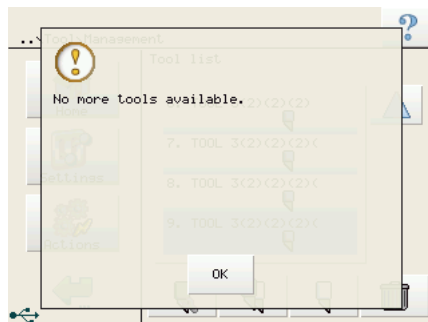 ..\Tool Management
?
Tool list
No more tools available.
7. TOOL 3(2)(2)(2)(
8. TOOL 3(2)(2)(2)(
Settings
9. TOOL 3(2)(2)(2)(
Actions
OK